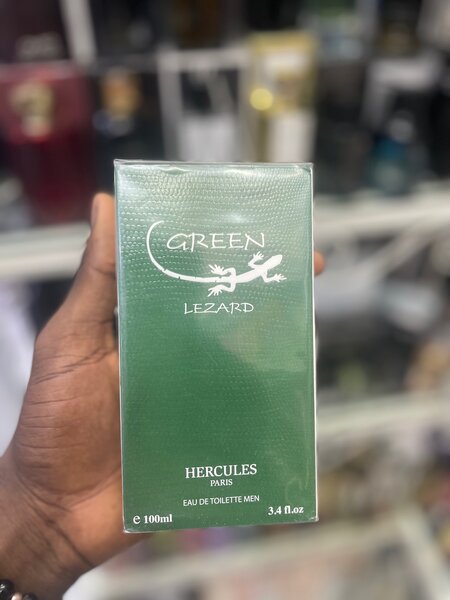 GREEN
LEZARD
HERCULES
PARIS
EAU DE TOILETTE MEN
℮ 100ml 3.4 fl.oz